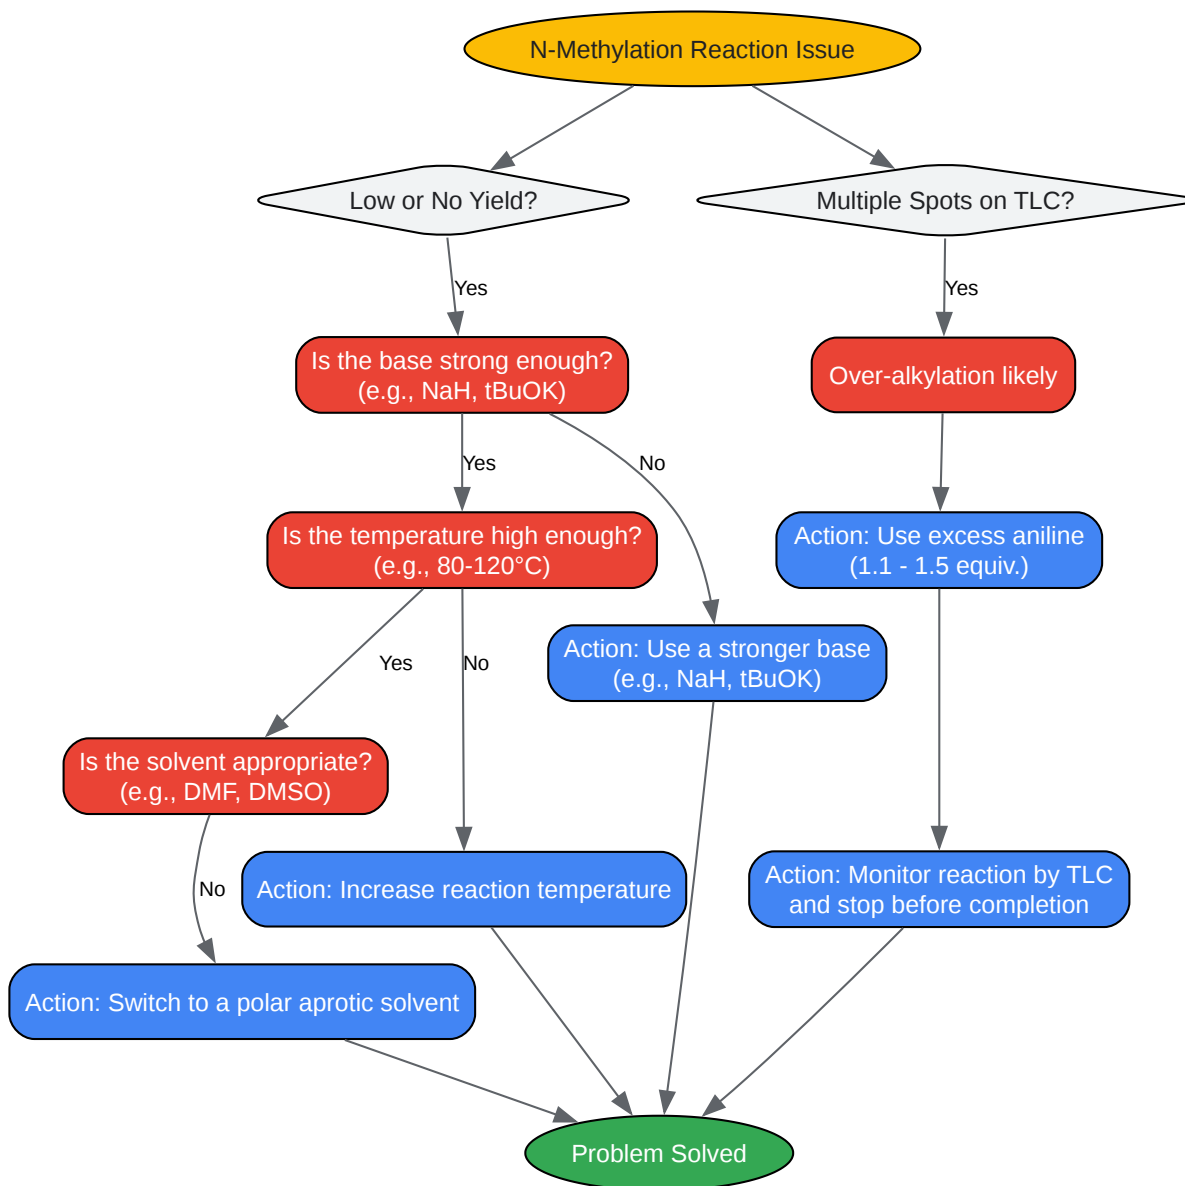 N-Methylation Reaction Issue
Low or No Yield?
Multiple Spots on TLC?
Yes
Yes
Is the base strong enough?
(e.g., NaH, tBuOK)
Over-alkylation likely
Yes
No
Is the temperature high enough?
(e.g., 80-120°C)
Action: Use excess aniline
(1.1 - 1.5 equiv.)
Yes
No
Action: Use a stronger base
(e.g., NaH, tBuOK)
Is the solvent appropriate?
(e.g., DMF, DMSO)
No
Action: Increase reaction temperature
Action: Monitor reaction by TLC
and stop before completion
Action: Switch to a polar aprotic solvent
Problem Solved